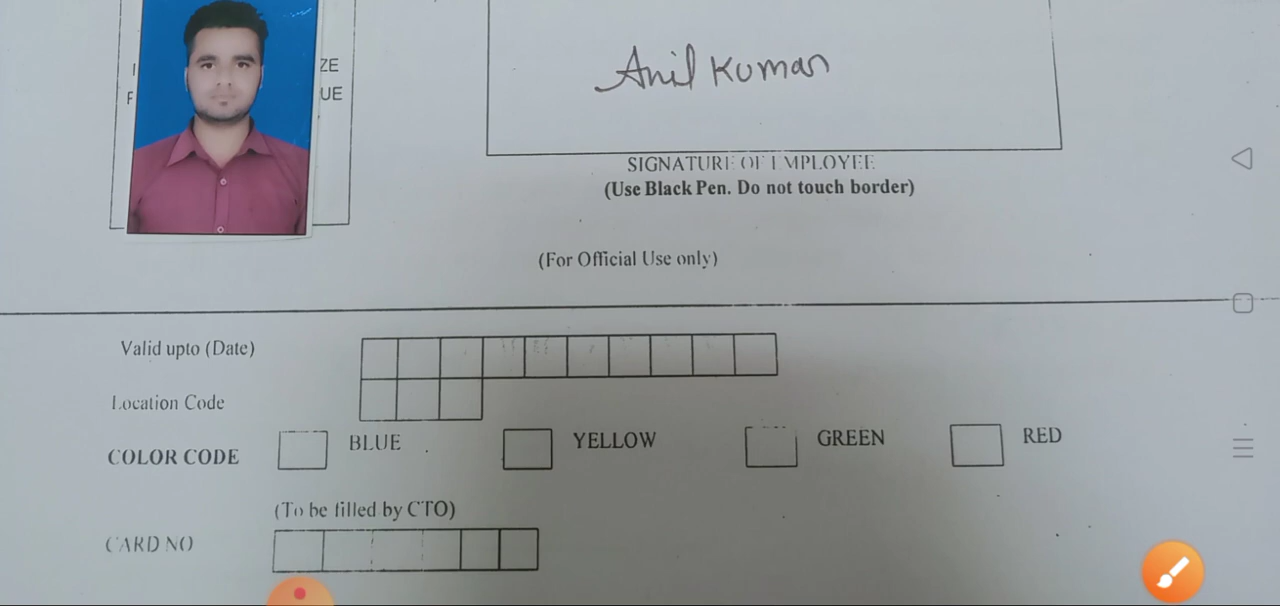 ZE
UE
Anil Kumar
SIGNATURE OF EMPLOYEE
(Use Black Pen. Do not touch border)
(For Official Use only)
Valid upto (Date)
Location Code
COLOR CODE BLUE YELLOW GREEN RED
(To be filled by CTO)
CARD NO